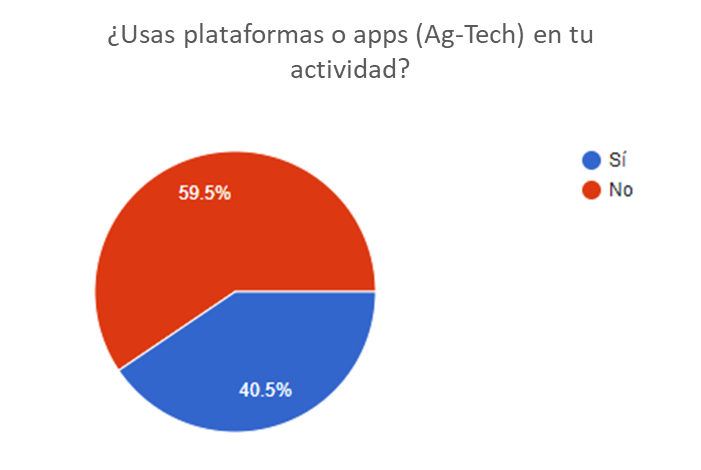 ¿Usas plataformas o apps (Ag-Tech) en tu
actividad?
59.5%
40.5%
Sí
No